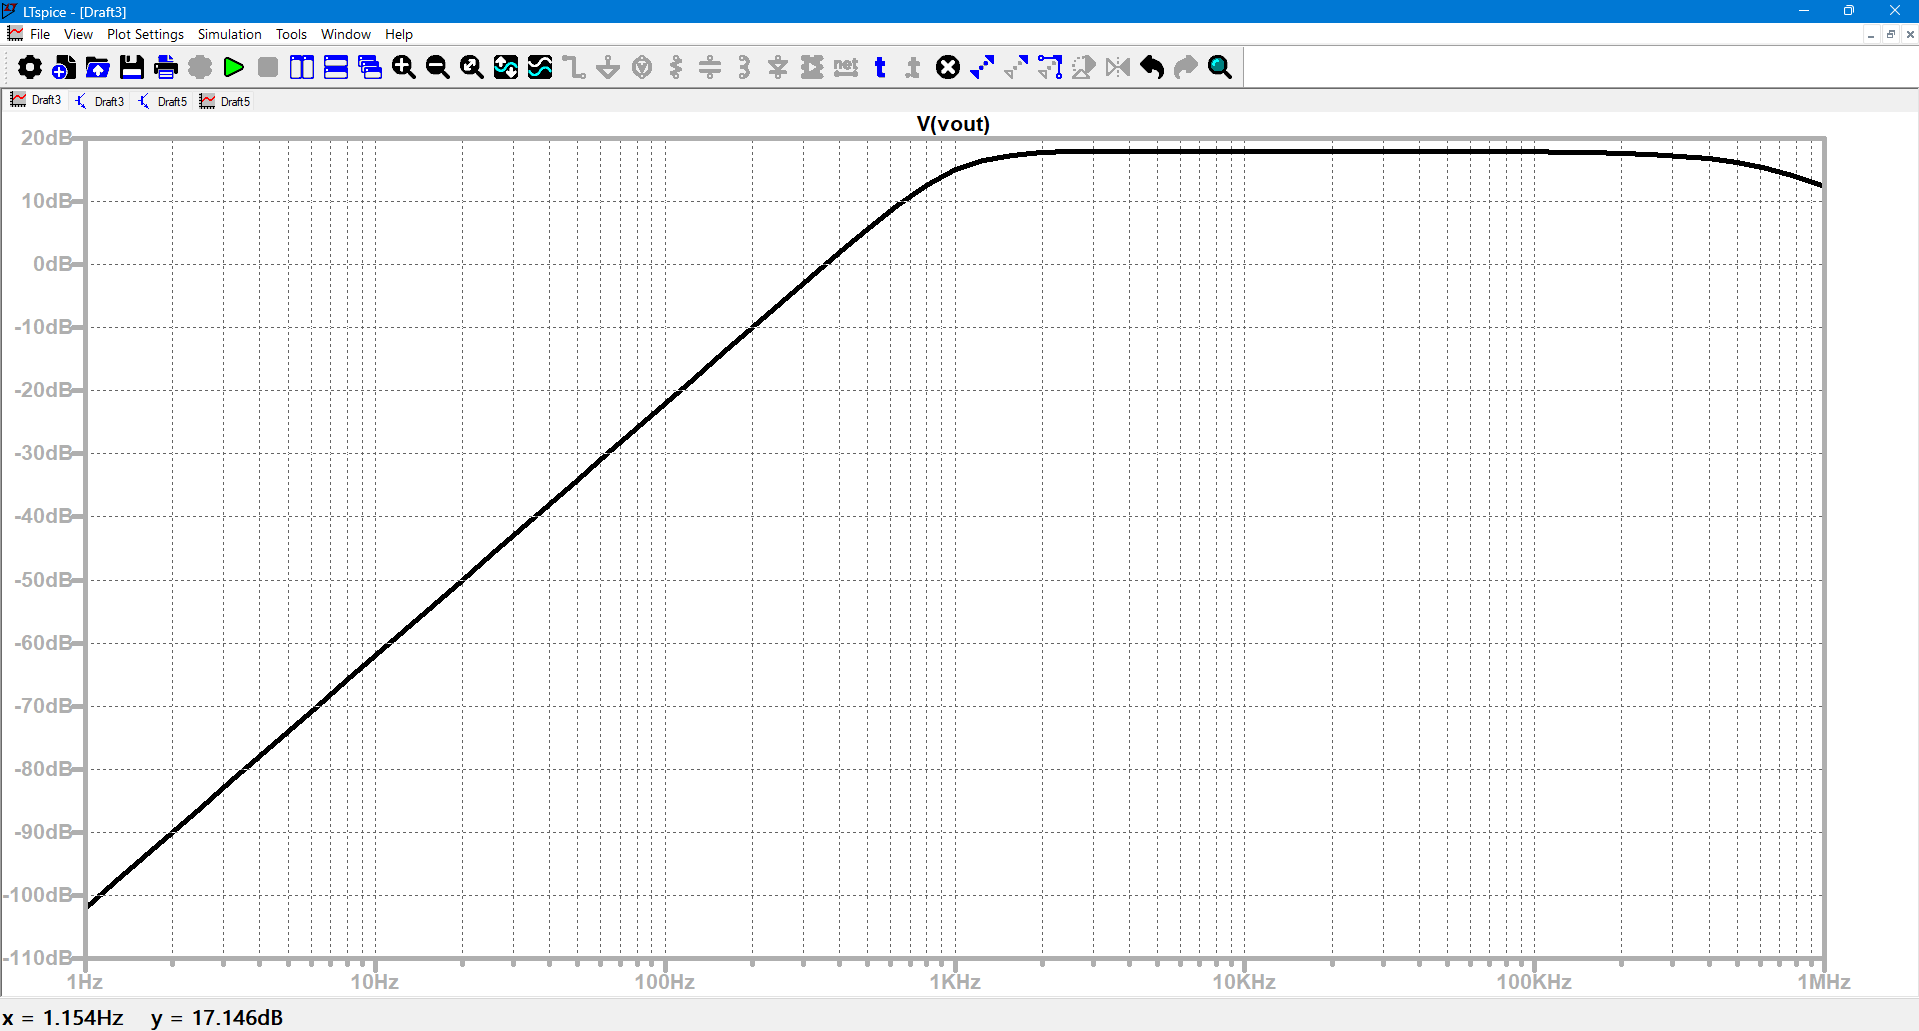 LTspice - [Draft3]
File View Plot Settings Simulation Tools Window Help
net t .t
Draft3 Draft3 Draft5 Draft5
V(vout)
20dB
10dB
0dB
-10dB
-20dB
-30dB
-40dB
-50dB
-60dB
-70dB
-80dB
-90dB
-100dB
-110dB
1Hz 10Hz 100Hz 1KHz 10KHz 100KHz 1MHz
x = 1.154Hz y = 17.146dB